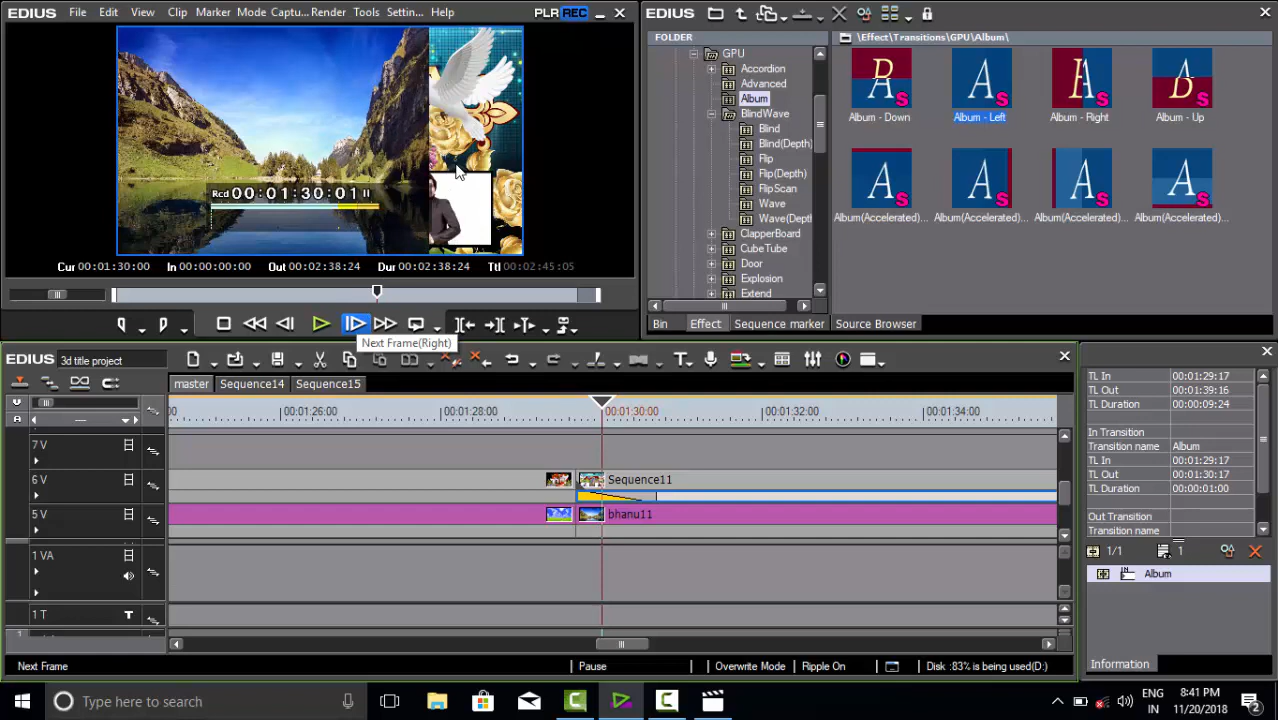 EDIUS File Edit View Clip Marker Mode Captu... Render Tools Settin... Help PLR REC
Rcd 00:01:30:01
Cur 00:01:30:00 In 00:00:00:00 Out 00:02:38:24 Dur 00:02:38:24 Ttl 00:02:45:05
Next Frame(Right)
EDIUS
FOLDER
\Effect\Transitions\GPU\Album\
GPU
Accordion
Advanced
Album
BlindWave
Blind
Blind(Depth)
Flip
Flip(Depth)
FlipScan
Wave
Wave(Dept
ClapperBoard
CubeTube
Door
Explosion
Extend
Album - Down Album - Left Album - Right Album - Up
Album(Accelerated)... Album(Accelerated)... Album(Accelerated)... Album(Accelerated)...
Bin Effect Sequence marker Source Browser
EDIUS 3d title project
master Sequence14 Sequence15
00:01:26:00 00:01:28:00 00:01:30:00 00:01:32:00 00:01:34:00
7 V
6 V Sequence11
5 V bhanu11
1 VA
1 T T
1
TL In 00:01:29:17
TL Out 00:01:39:16
TL Duration 00:00:09:24
In Transition
Transition name Album
TL In 00:01:29:17
TL Out 00:01:30:17
TL Duration 00:00:01:00
Out Transition
Transition name
1/1 1
IN Album
Information
Next Frame Pause Overwrite Mode Ripple On Disk :83% is being used(D:)
Type here to search
ENG
IN
8:41 PM
11/20/2018
2